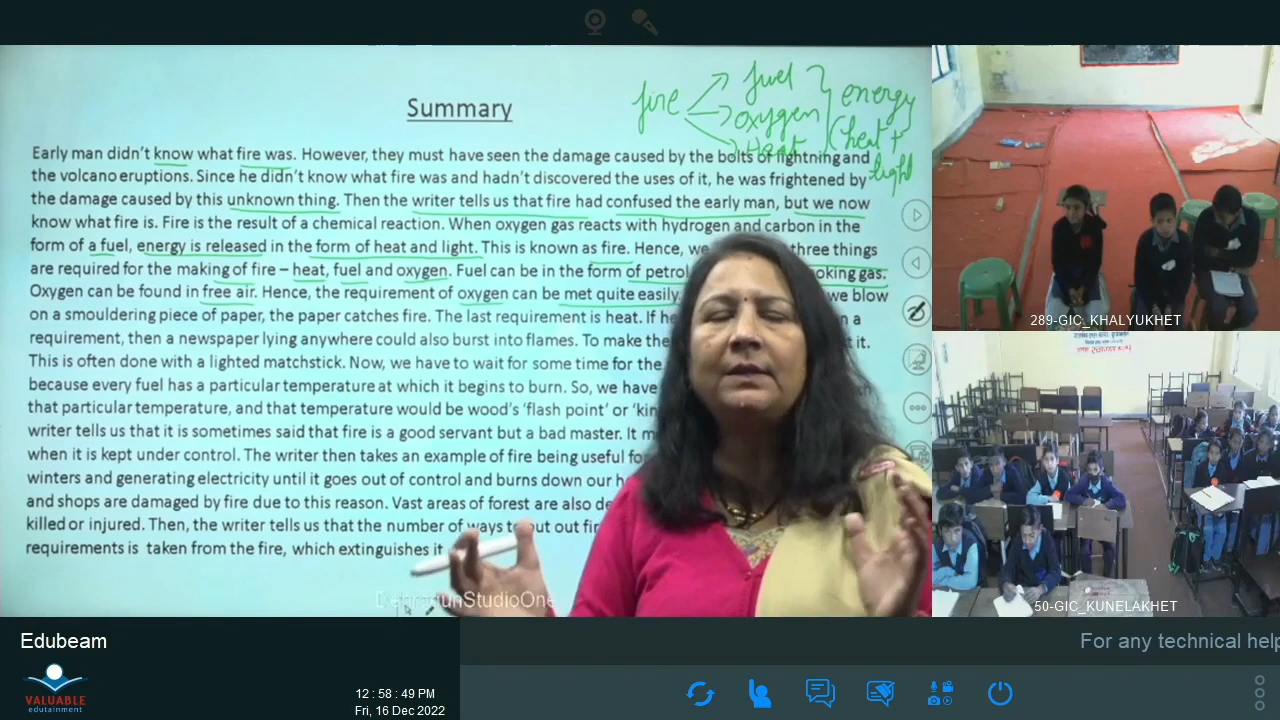 Summary
fire
fuel
oxygen
Heat
energy
(heat +
light
Early man didn't know what fire was. However, they must have seen the damage caused by the bolts of lightning and
the volcano eruptions. Since he didn't know what fire was and hadn't discovered the uses of it, he was frightened by
the damage caused by this unknown thing. Then the writer tells us that fire had confused the early man, but we now
know what fire is. Fire is the result of a chemical reaction. When oxygen gas reacts with hydrogen and carbon in the
form of a fuel, energy is released in the form of heat and light. This is known as fire. Hence, we three things
are required for the making of fire – heat, fuel and oxygen. Fuel can be in the form of petrol oking gas.
Oxygen can be found in free air. Hence, the requirement of oxygen can be met quite easily. we blow
on a smouldering piece of paper, the paper catches fire. The last requirement is heat. If he a
requirement, then a newspaper lying anywhere could also burst into flames. To make the it.
This is often done with a lighted matchstick. Now, we have to wait for some time for the
because every fuel has a particular temperature at which it begins to burn. So, we have
that particular temperature, and that temperature would be wood's 'flash point' or 'kin
writer tells us that it is sometimes said that fire is a good servant but a bad master. It m
when it is kept under control. The writer then takes an example of fire being useful fo
winters and generating electricity until it goes out of control and burns down our h
and shops are damaged by fire due to this reason. Vast areas of forest are also de
killed or injured. Then, the writer tells us that the number of ways to put out fir
requirements is taken from the fire, which extinguishes it
DehradunStudioOne
289-GIC_KHALYUKHET
50-GIC_KUNELAKHET
Edubeam
For any technical help
VALUABLE
edutainment
12 : 58 : 49 PM
Fri, 16 Dec 2022